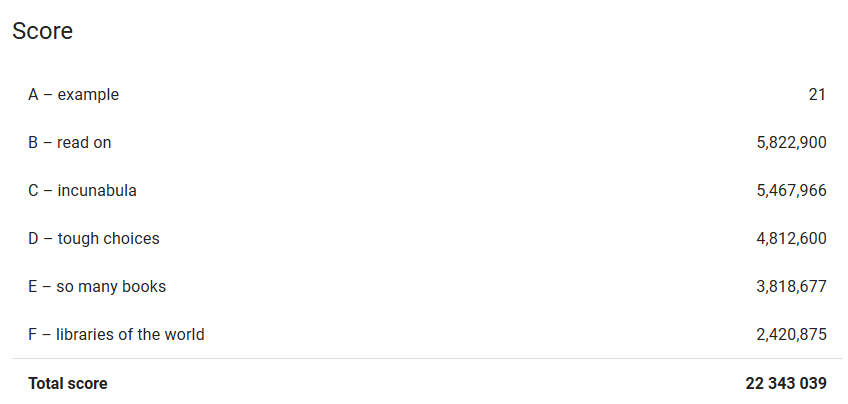 Score
A – example 21
B – read on 5,822,900
C – incunabula 5,467,966
D – tough choices 4,812,600
E – so many books 3,818,677
F – libraries of the world 2,420,875
Total score 22 343 039